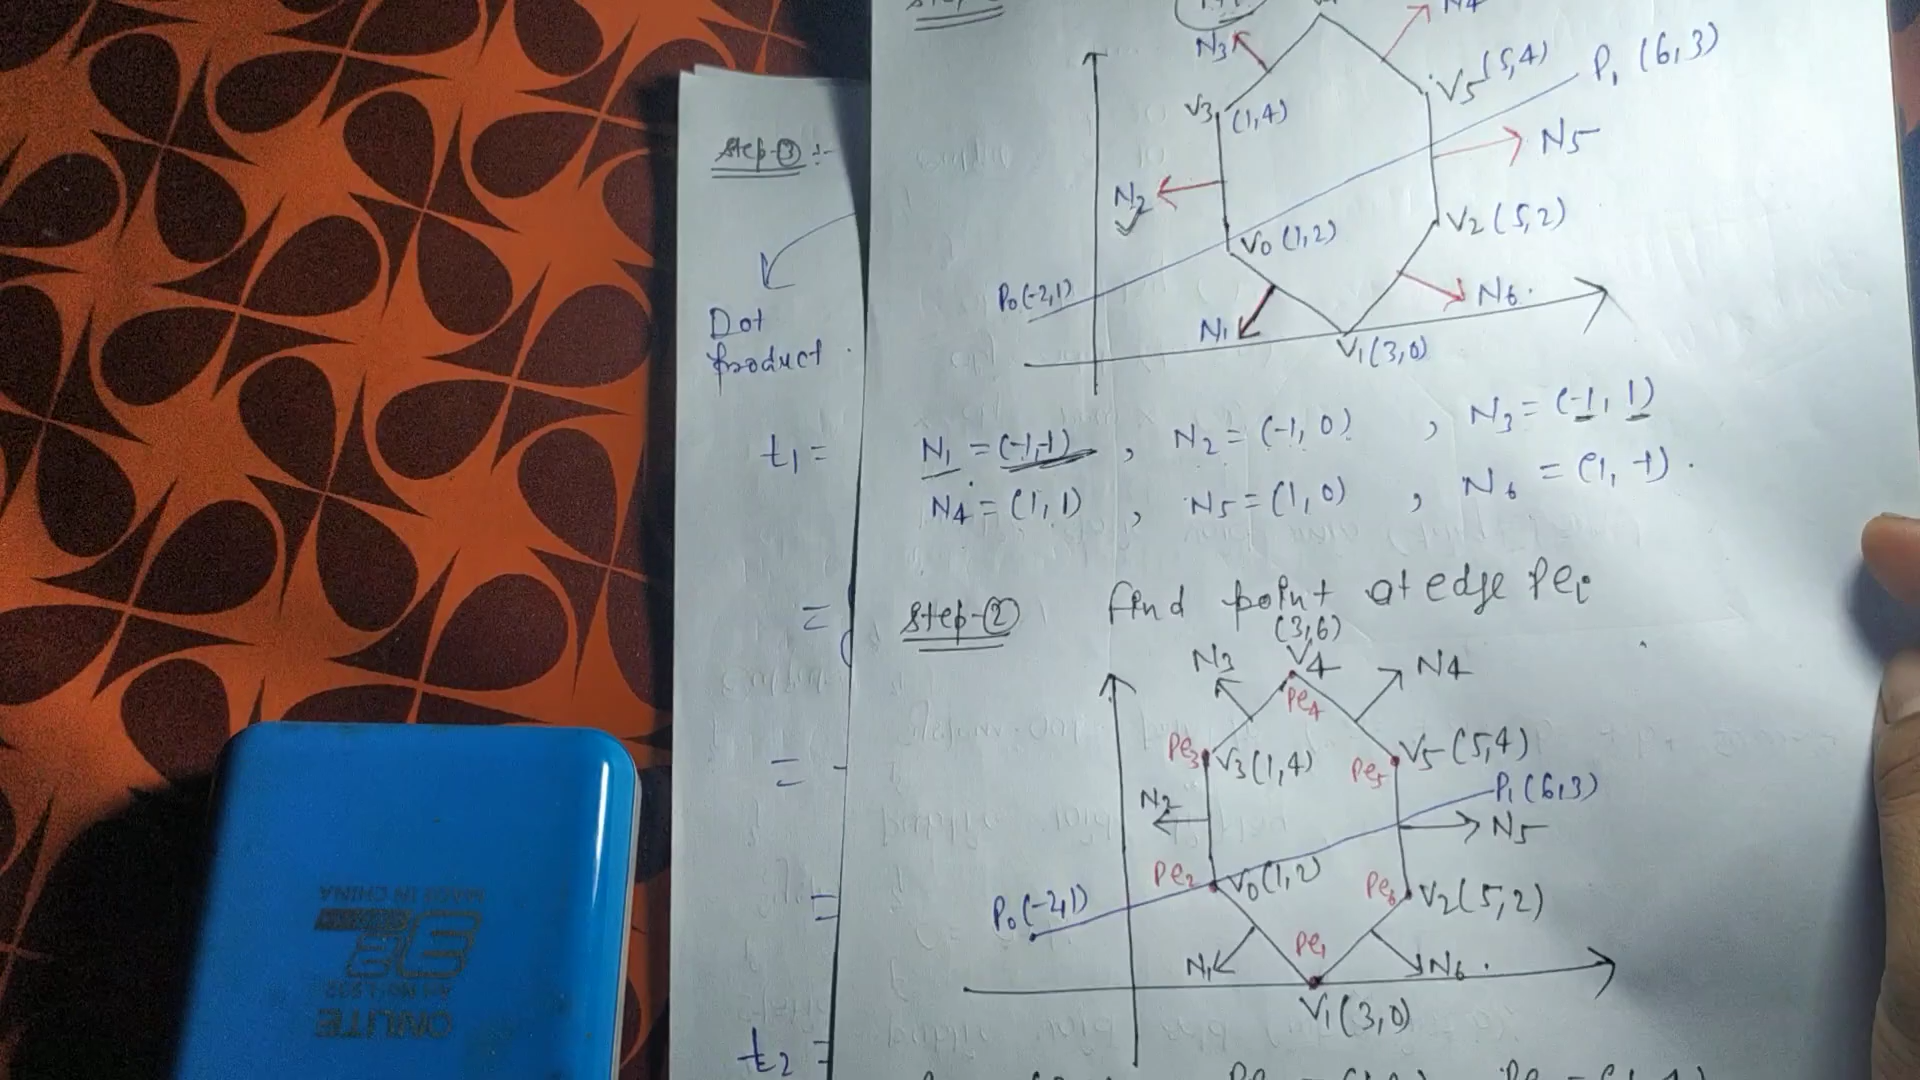 N3
N4
V5 (5,4)
P1 (6,3)
V3 (1,4)
N5
N2
V0 (1,2)
V2 (5,2)
P0(-2,1)
N1
N6.
V1(3,0)
N1 = (-1,-1) , N2 = (-1, 0) , N3 = (-1, 1)
N4 = (1, 1) , N5 = (1, 0) , N6 = (1, -1).
Step-② find point at edge Pei
(3,6)
N3 V4 N4
Pe4
Pe3 V3(1,4)
V5(5,4)
Pe5
P1(6,3)
N2
N5
Pe2 V0(1,2)
Pe6 V2(5,2)
P0(-2,1)
Pe1
N1
N6.
V1(3,0)
Step-③ :-
Dot
product
t1 =
=
=
=
t2 =
MADE IN CHINA
ONLITE